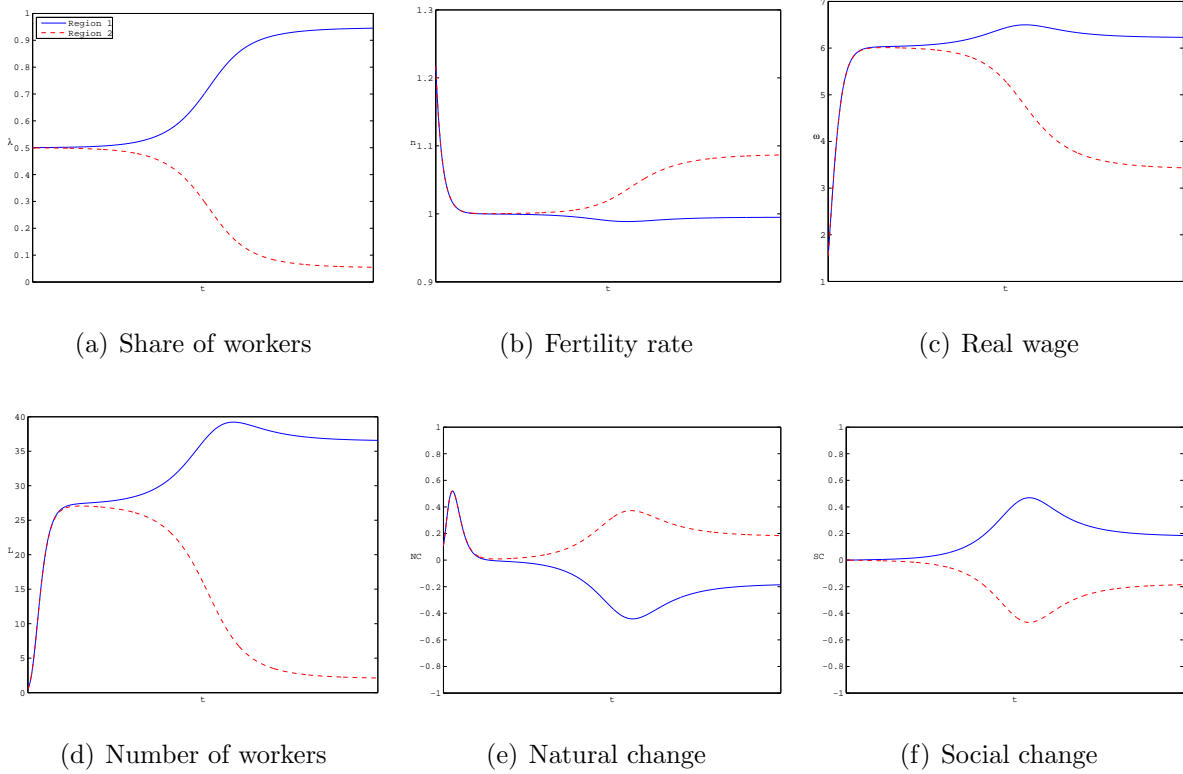 Region 1
Region 2
1
0.9
0.8
0.7
0.6
0.5
0.4
0.3
0.2
0.1
0
λ
t
(a) Share of workers
1.3
1.2
1.1
1
0.9
n
t
(b) Fertility rate
7
6
5
4
3
2
1
ω
t
(c) Real wage
40
35
30
25
20
15
10
5
0
L
t
(d) Number of workers
1
0.8
0.6
0.4
0.2
0
-0.2
-0.4
-0.6
-0.8
-1
NC
t
(e) Natural change
1
0.8
0.6
0.4
0.2
0
-0.2
-0.4
-0.6
-0.8
-1
SC
t
(f) Social change